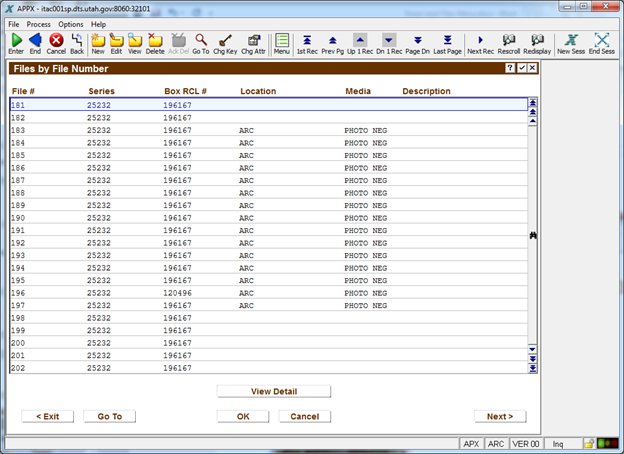 APPX - itac001sp.dts.utah.gov:8060:32101
File Process Options Help
Enter End Cancel Back New Edit View Delete Ack Del Go To Chg Key Chg Attr Menu 1st Rec Prev Pg Up 1 Rec Dn 1 Rec Page Dn Last Page Next Rec Rescroll Redisplay New Sess End Sess
Files by File Number
File # Series Box RCL # Location Media Description
181 25232 196167
182 25232 196167
183 25232 196167 ARC PHOTO NEG
184 25232 196167 ARC PHOTO NEG
185 25232 196167 ARC PHOTO NEG
186 25232 196167 ARC PHOTO NEG
187 25232 196167 ARC PHOTO NEG
188 25232 196167 ARC PHOTO NEG
189 25232 196167 ARC PHOTO NEG
190 25232 196167 ARC PHOTO NEG
191 25232 196167 ARC PHOTO NEG
192 25232 196167 ARC PHOTO NEG
193 25232 196167 ARC PHOTO NEG
194 25232 196167 ARC PHOTO NEG
195 25232 196167 ARC PHOTO NEG
196 25232 120496 ARC PHOTO NEG
197 25232 196167 ARC PHOTO NEG
198 25232 196167
199 25232 196167
200 25232 196167
201 25232 196167
202 25232 196167
View Detail
< Exit Go To OK Cancel Next >
APX ARC VER 00 Inq